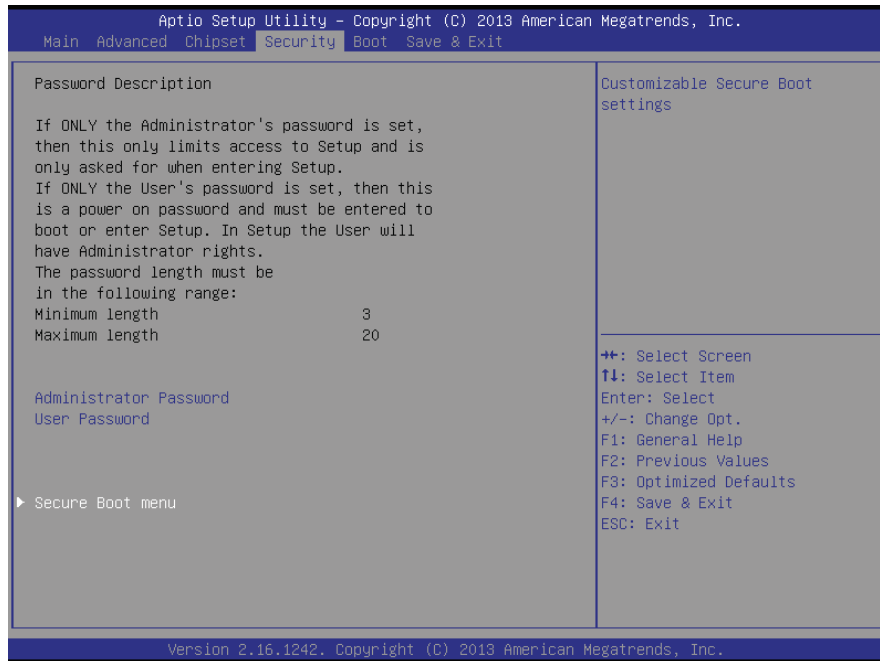 Aptio Setup Utility – Copyright (C) 2013 American Megatrends, Inc.
Main Advanced Chipset Security Boot Save & Exit
Password Description
If ONLY the Administrator's password is set,
then this only limits access to Setup and is
only asked for when entering Setup.
If ONLY the User's password is set, then this
is a power on password and must be entered to
boot or enter Setup. In Setup the User will
have Administrator rights.
The password length must be
in the following range:
Minimum length 3
Maximum length 20
Administrator Password
User Password
▶ Secure Boot menu
Customizable Secure Boot
settings
→←: Select Screen
↑↓: Select Item
Enter: Select
+/-: Change Opt.
F1: General Help
F2: Previous Values
F3: Optimized Defaults
F4: Save & Exit
ESC: Exit
Version 2.16.1242. Copyright (C) 2013 American Megatrends, Inc.